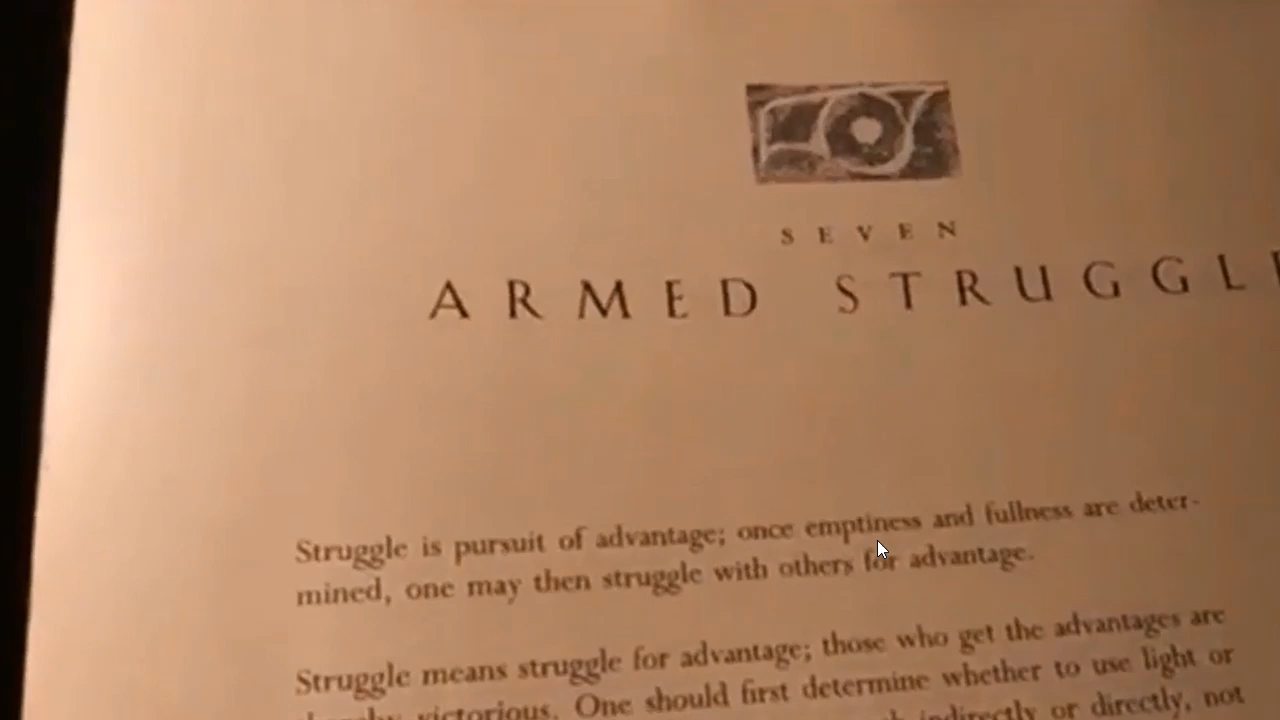 SEVEN
ARMED STRUGGL
Struggle is pursuit of advantage; once emptiness and fullness are deter-
mined, one may then struggle with others for advantage.
Struggle means struggle for advantage; those who get the advantages are
victorious. One should first determine whether to use light or
indirectly or directly, not